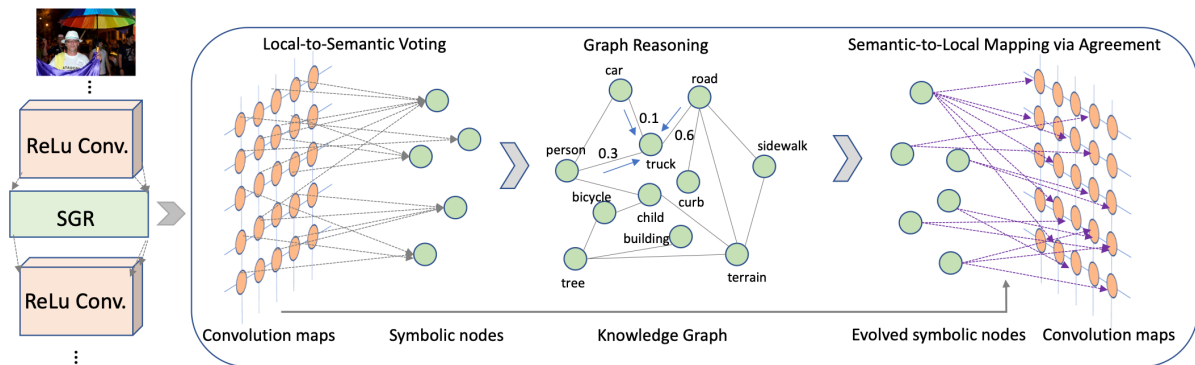 Local-to-Semantic Voting
Graph Reasoning
Semantic-to-Local Mapping via Agreement
ReLu Conv.
SGR
ReLu Conv.
car
road
0.1
0.6
person
0.3
truck
sidewalk
bicycle
curb
child
building
tree
terrain
Convolution maps
Symbolic nodes
Knowledge Graph
Evolved symbolic nodes
Convolution maps